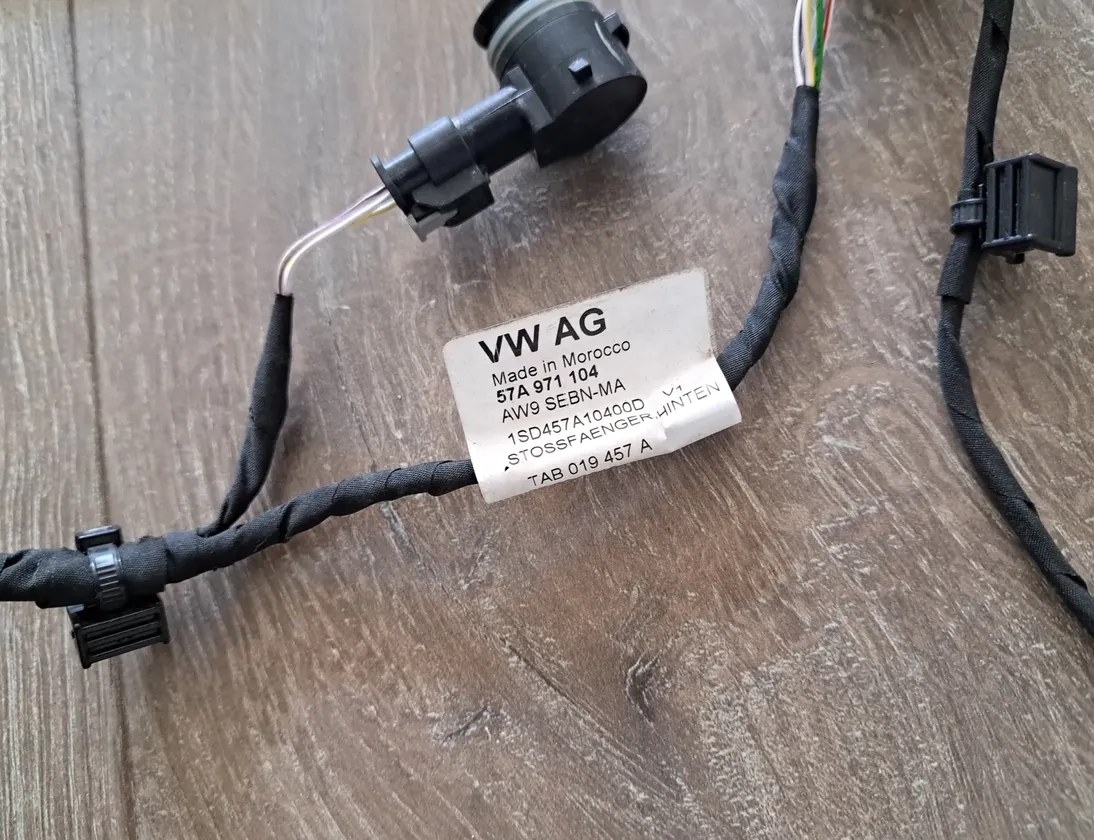 VW AG
Made in Morocco
57A 971 104
AW9 SEBN-MA
1SD457A10400D V1
STOSSFAENGER HINTEN
TAB 019 457 A